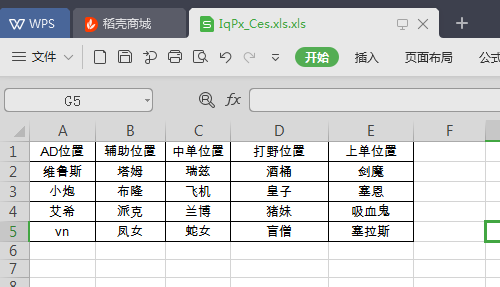 WPS 稻壳商城 IqPx_Ces.xls.xls
文件 开始 插入 页面布局 公式
G5 fx
A B C D E F G
1 AD位置 辅助位置 中单位置 打野位置 上单位置
2 维鲁斯 塔姆 瑞兹 酒桶 剑魔
3 小炮 布隆 飞机 皇子 塞恩
4 艾希 派克 兰博 猪妹 吸血鬼
5 vn 凤女 蛇女 盲僧 塞拉斯
6
7
8